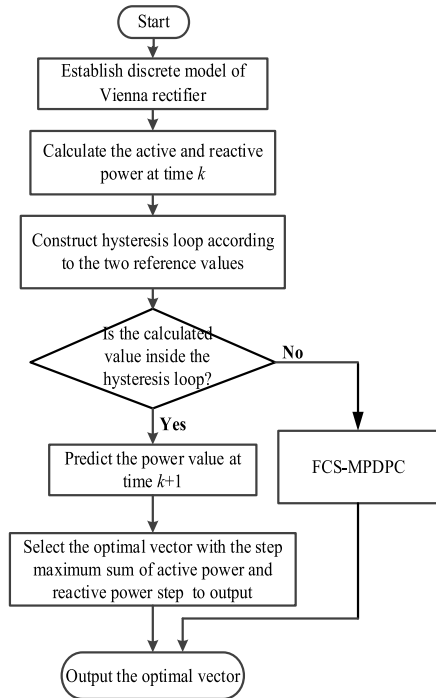 Start
Establish discrete model of
Vienna rectifier
Calculate the active and reactive
power at time k
Construct hysteresis loop according
to the two reference values
Is the calculated
value inside the
hysteresis loop?
No
Yes
Predict the power value at
time k+1
FCS-MPDPC
Select the optimal vector with the step
maximum sum of active power and
reactive power step to output
Output the optimal vector